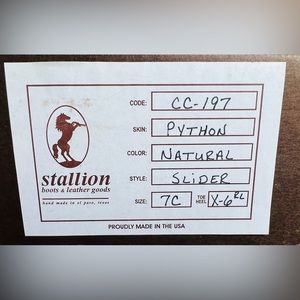 CODE: CC-197
SKIN: PYTHON
COLOR: NATURAL
STYLE: SLIDER
SIZE: 7C TOE HEEL X-6 RL
stallion
boots & leather goods
hand made in el paso, texas
PROUDLY MADE IN THE USA